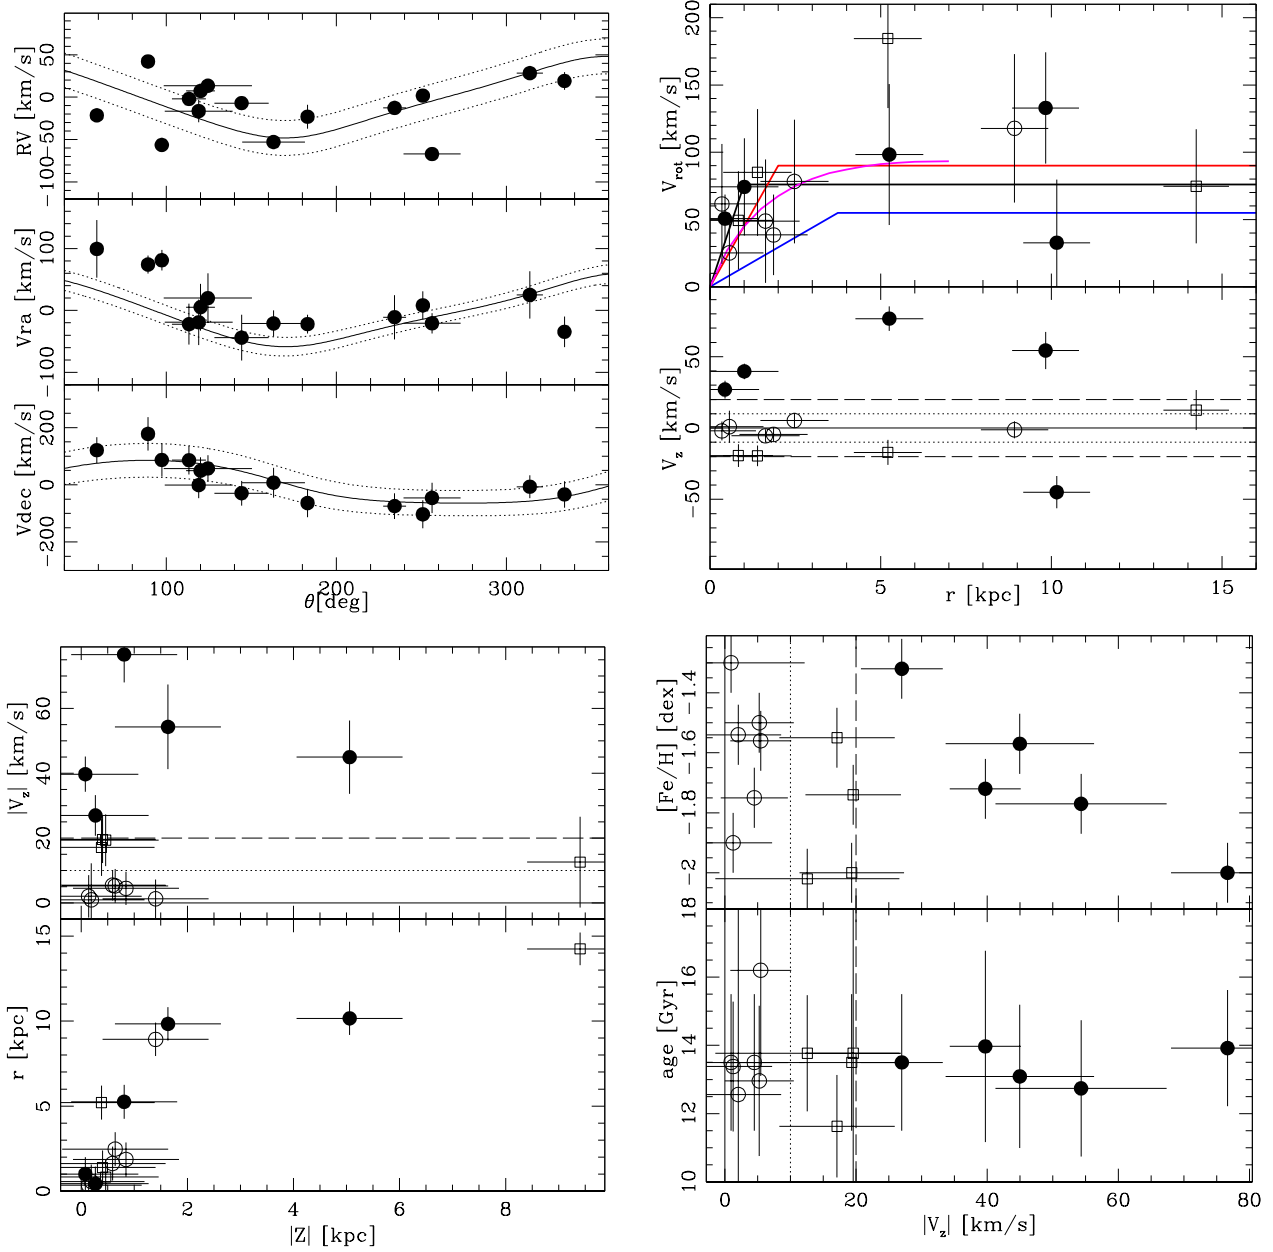 RV [km/s]
50
0
−50
−100
Vra [km/s]
100
0
−100
Vdec [km/s]
200
0
−200
100 200 300
360
θ[deg]
V_rot [km/s]
200
150
100
50
0
V_z [km/s]
50
0
−50
0 5 10 15
r [kpc]
|V_z| [km/s]
60
40
20
0
r [kpc]
15
10
5
0
0 2 4 6 8
|Z| [kpc]
[Fe/H] [dex]
−1.4
−1.6
−1.8
−2
age [Gyr]
18
16
14
12
10
0 20 40 60 80
|V_z| [km/s]